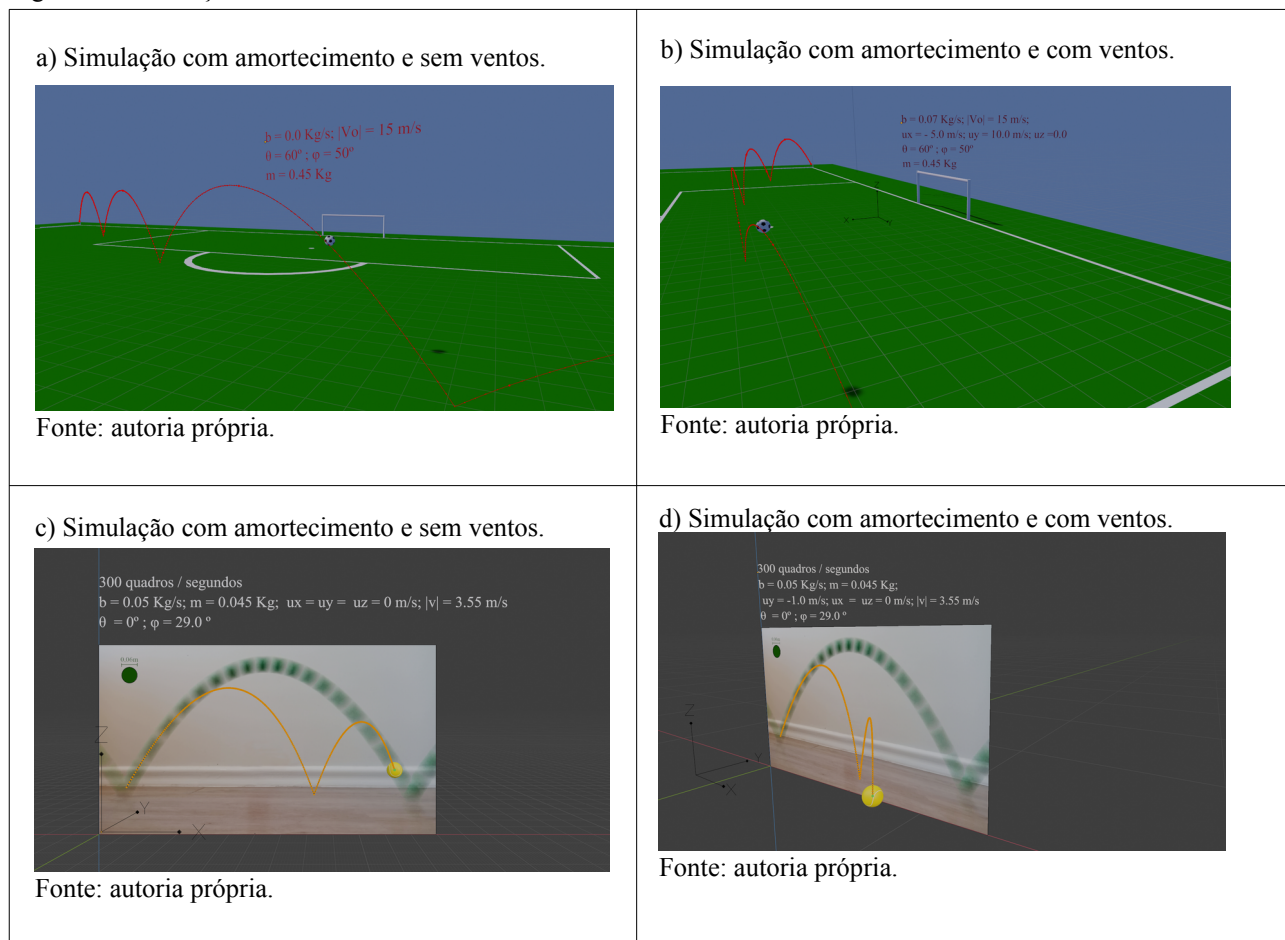 a) Simulação com amortecimento e sem ventos.
b = 0.0 Kg/s; |Vo| = 15 m/s
θ = 60º ; φ = 50º
m = 0.45 Kg
Fonte: autoria própria.
b) Simulação com amortecimento e com ventos.
b = 0.07 Kg/s; |Vo| = 15 m/s;
ux = - 5.0 m/s; uy = 10.0 m/s; uz =0.0
θ = 60º ; φ = 50º
m = 0.45 Kg
X
Y
Fonte: autoria própria.
c) Simulação com amortecimento e sem ventos.
300 quadros / segundos
b = 0.05 Kg/s; m = 0.045 Kg; ux = uy = uz = 0 m/s; |v| = 3.55 m/s
θ = 0º ; φ = 29.0 º
0.06m
Z
Y
X
Fonte: autoria própria.
d) Simulação com amortecimento e com ventos.
300 quadros / segundos
b = 0.05 Kg/s; m = 0.045 Kg;
uy = -1.0 m/s; ux = uz = 0 m/s; |v| = 3.55 m/s
θ = 0º ; φ = 29.0 º
Z
Y
X
Fonte: autoria própria.